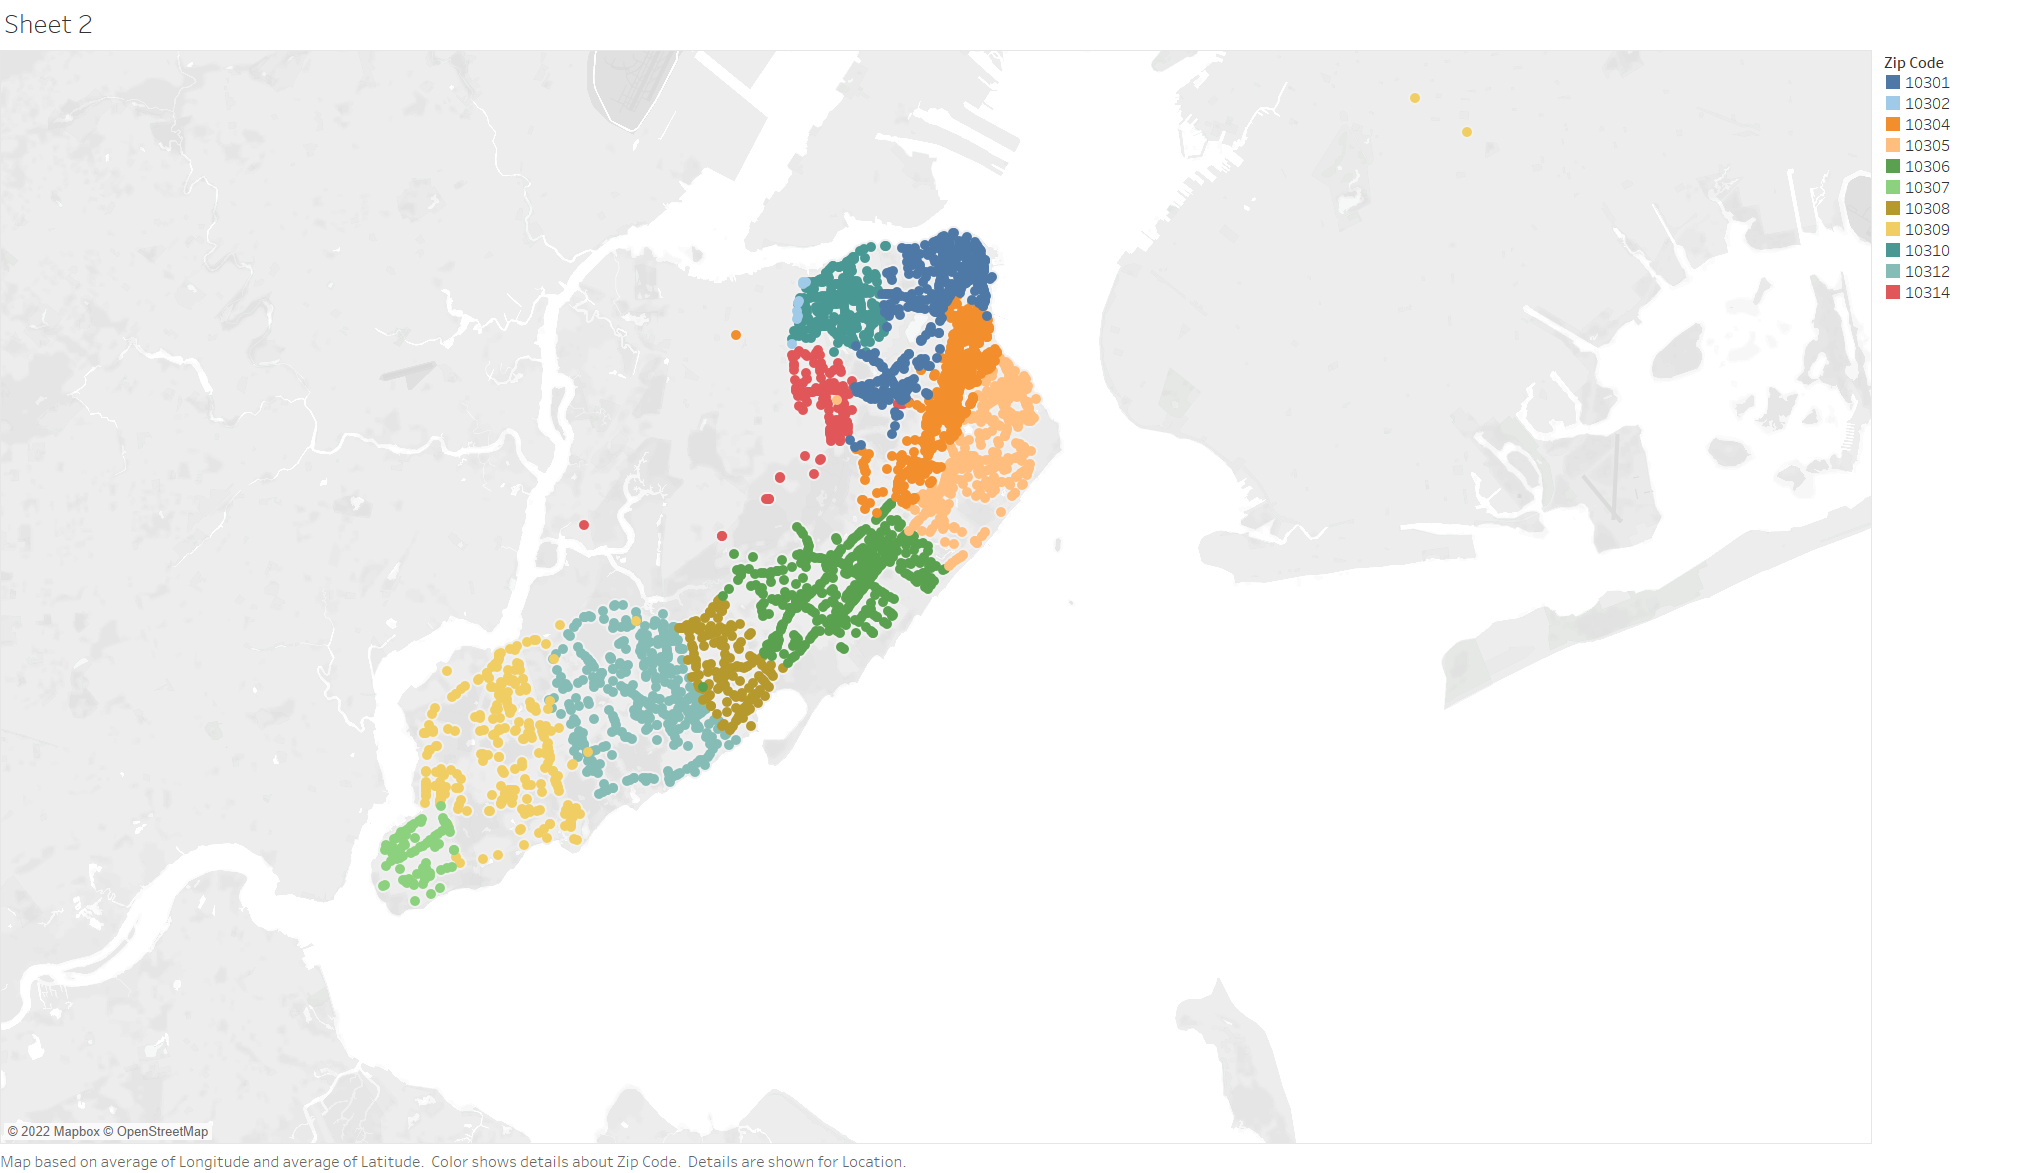 Sheet 2
Zip Code
10301
10302
10304
10305
10306
10307
10308
10309
10310
10312
10314
© 2022 Mapbox © OpenStreetMap
Map based on average of Longitude and average of Latitude.  Color shows details about Zip Code.  Details are shown for Location.